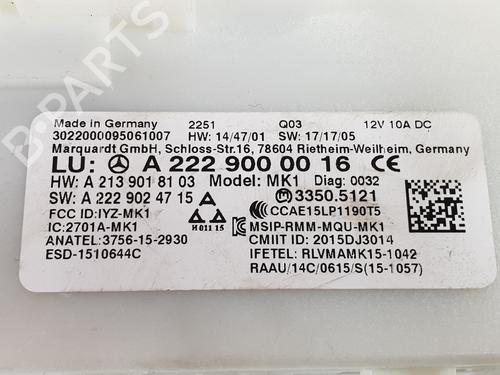 Made in Germany 2251 Q03 12V 10A DC
3022000095061007 HW: 14/47/01 SW: 17/17/05
Marquardt GmbH, Schloss-Str.16, 78604 Rietheim-Weilheim, Germany
LU: A 222 900 00 16 CE
HW: A 213 901 81 03 Model: MK1 Diag: 0032
SW: A 222 902 47 15 3350.5121
FCC ID:IYZ-MK1 CCAE15LP1190T5
IC:2701A-MK1 H 011 15 MSIP-RMM-MQU-MK1
ANATEL:3756-15-2930 CMIIT ID: 2015DJ3014
ESD-1510644C IFETEL: RLVMAMK15-1042
RAAU/14C/0615/S(15-1057)
B-PARTS